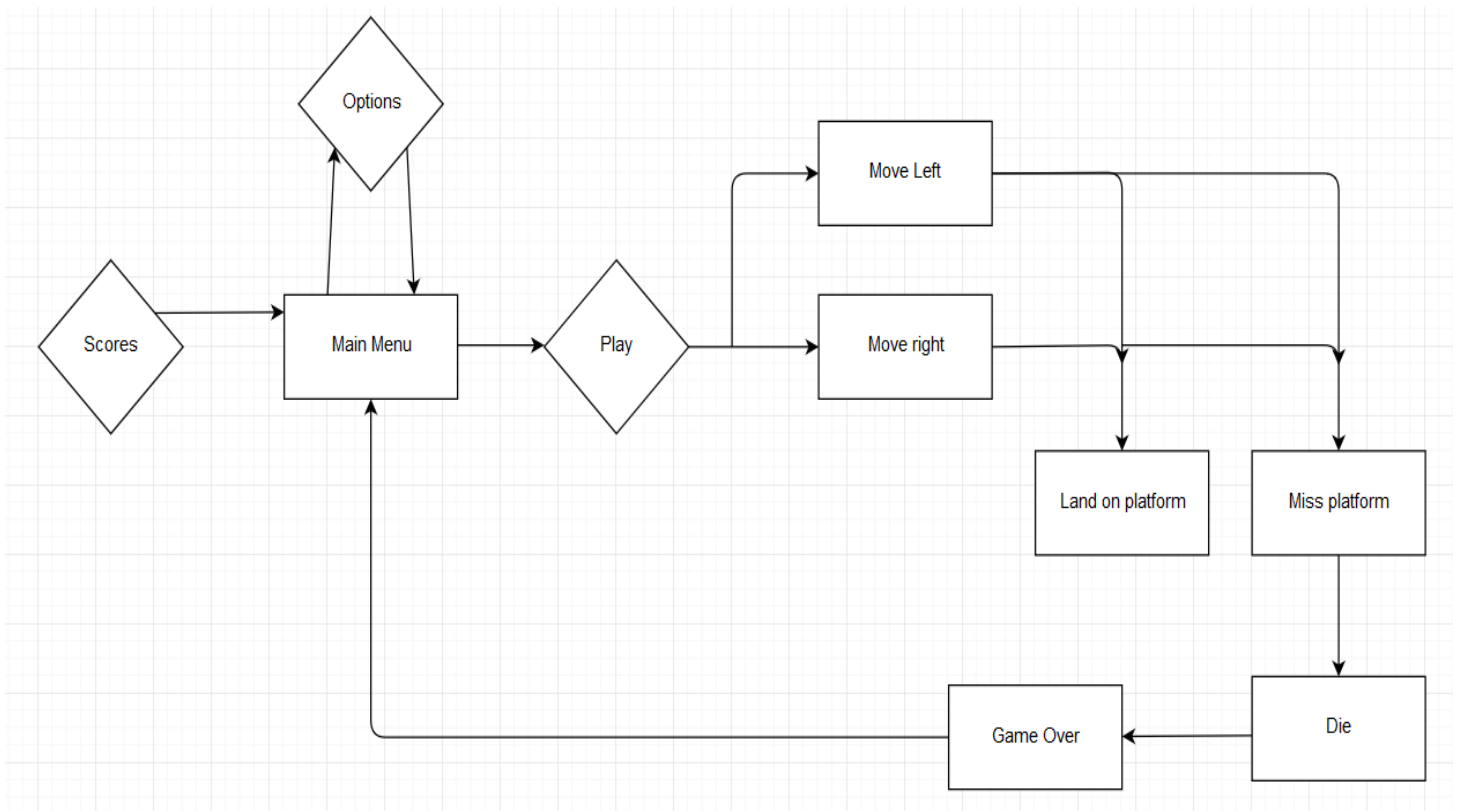 Options
Move Left
Scores
Main Menu
Play
Move right
Land on platform
Miss platform
Game Over
Die